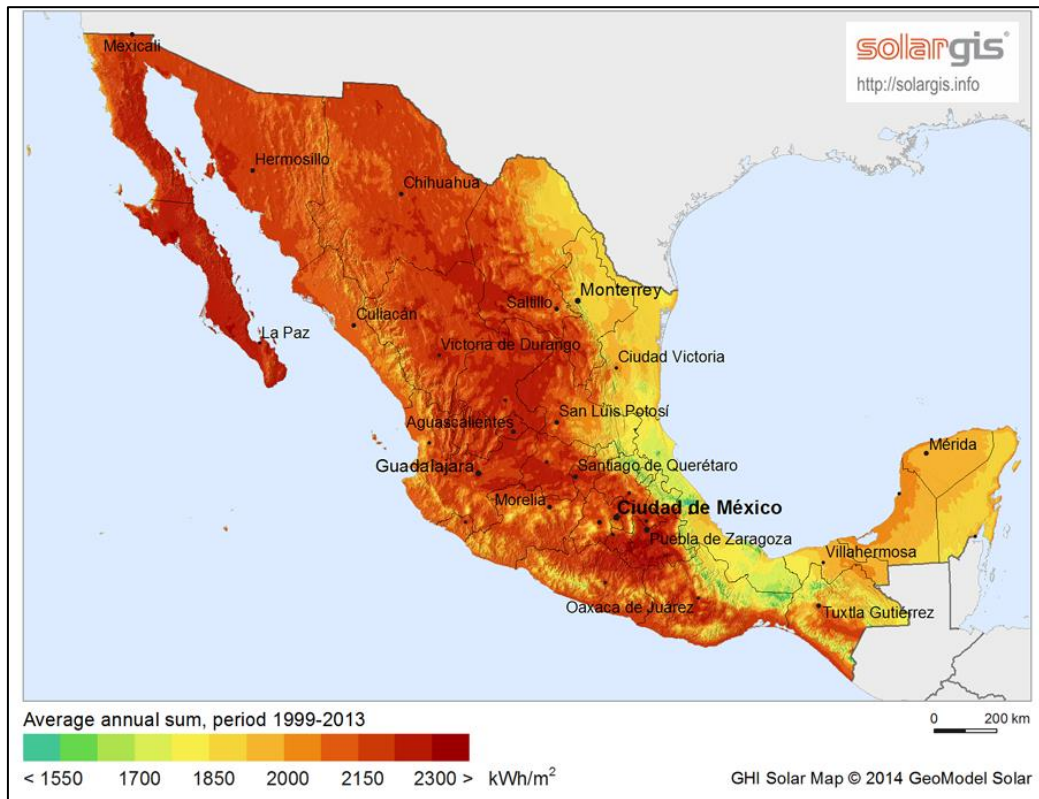 solargis®
http://solargis.info
Mexicali
Hermosillo
Chihuahua
Monterrey
Saltillo
Culiacán
La Paz
Victoria de Durango
Ciudad Victoria
San Luis Potosí
Aguascalientes
Mérida
Guadalajara
Santiago de Querétaro
Morelia
Ciudad de México
Puebla de Zaragoza
Villahermosa
Oaxaca de Juárez
Tuxtla Gutiérrez
Average annual sum, period 1999-2013
0 200 km
< 1550 1700 1850 2000 2150 2300 > kWh/m²
GHI Solar Map © 2014 GeoModel Solar